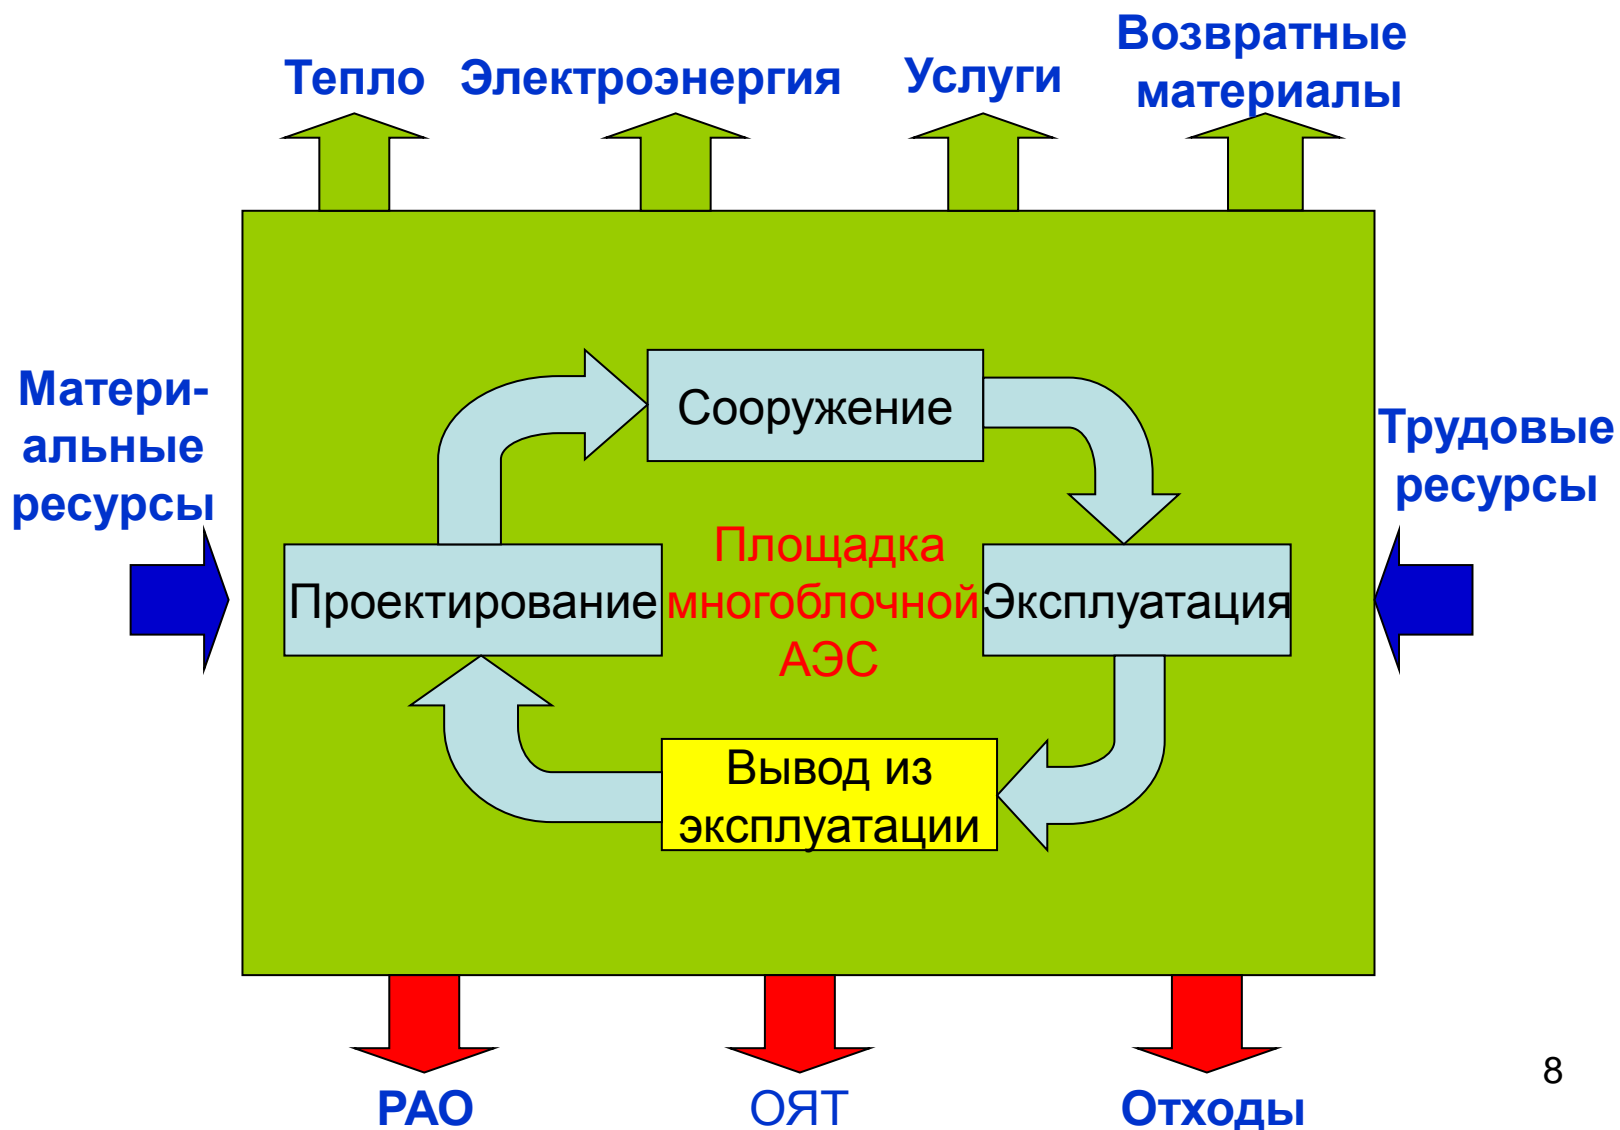 Тепло
Электроэнергия
Услуги
Возвратные
материалы
Матери-
альные
ресурсы
Трудовые
ресурсы
Сооружение
Проектирование
Площадка
многоблочной
АЭС
Эксплуатация
Вывод из
эксплуатации
РАО
ОЯТ
Отходы
8